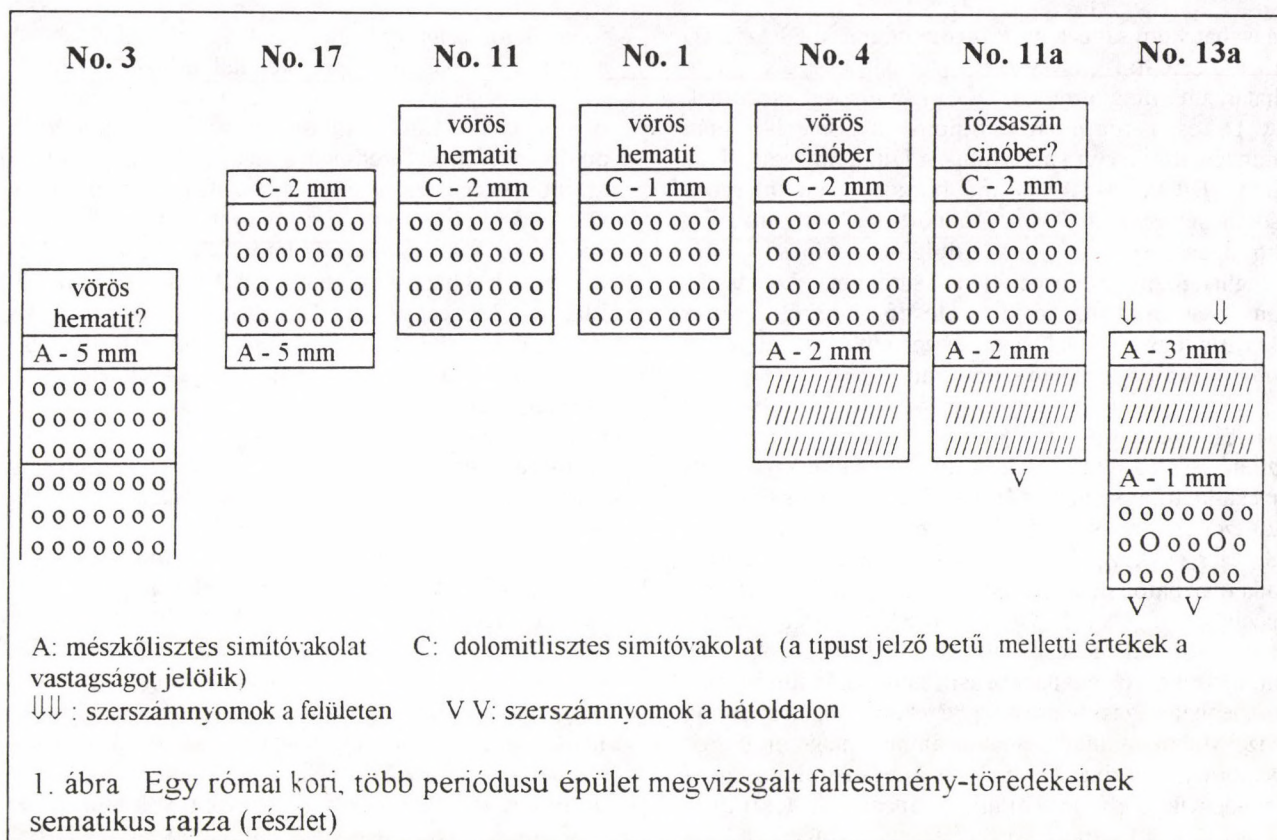 No. 3 No. 17 No. 11 No. 1 No. 4 No. 11a No. 13a
vörös hematit vörös hematit vörös cinóber rózsaszin cinóber?
C- 2 mm C - 2 mm C - 1 mm C - 2 mm C - 2 mm
o o o o o o o o o o o o o o o o o o o o o o o o o o o o o o o o o o o
o o o o o o o o o o o o o o o o o o o o o o o o o o o o o o o o o o o
vörös hematit?
o o o o o o o o o o o o o o o o o o o o o o o o o o o o o o o o o o o
o o o o o o o o o o o o o o o o o o o o o o o o o o o o o o o o o o o
⇓ ⇓
A - 5 mm A - 5 mm A - 2 mm A - 2 mm A - 3 mm
o o o o o o o //////////////// //////////////// ////////////////
o o o o o o o //////////////// //////////////// ////////////////
o o o o o o o //////////////// //////////////// ////////////////
o o o o o o o V A - 1 mm
o o o o o o o o o o o o o o
o o o o o o o o O o o O o
o o o O o o
V V
A: mészkőlisztes simítóvakolat C: dolomitlisztes simítóvakolat (a típust jelző betű melletti értékek a
vastagságot jelölik)
⇓⇓ : szerszámnyomok a felületen V V: szerszámnyomok a hátoldalon
1. ábra Egy római kori, több periódusú épület megvizsgált falfestmény-töredékeinek
sematikus rajza (részlet)